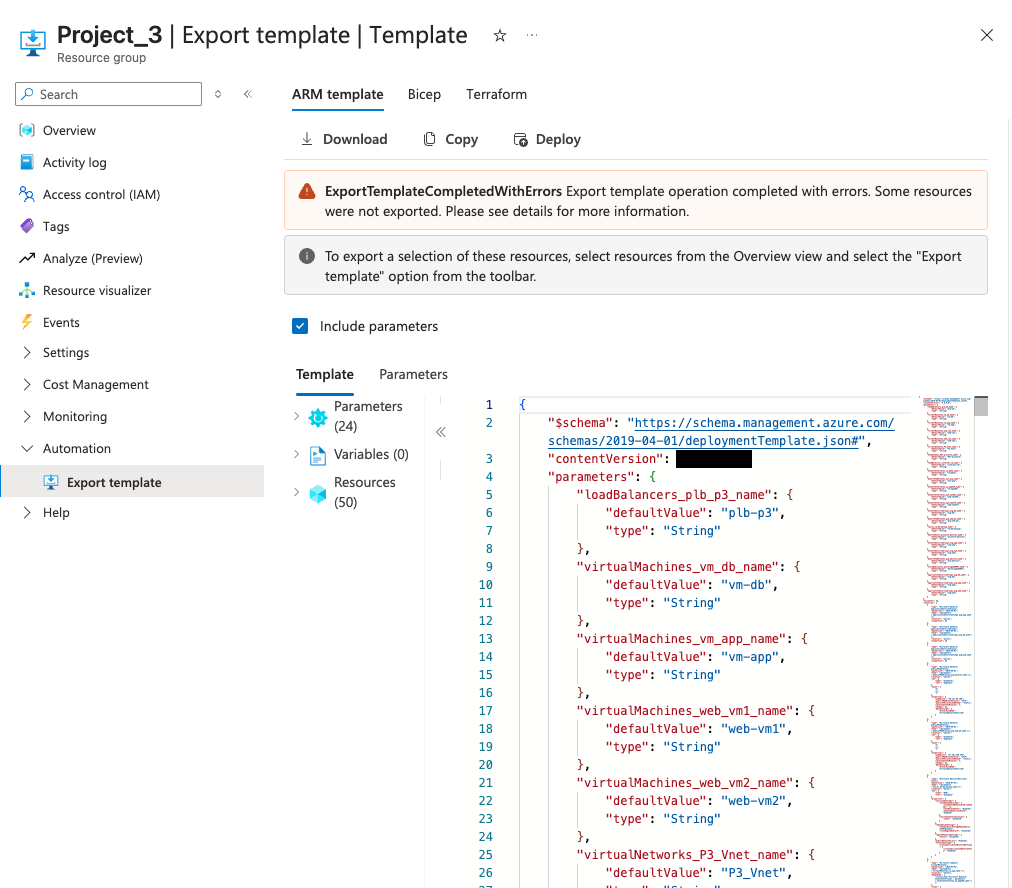 Project_3 | Export template | Template
Resource group
Search
Overview
Activity log
Access control (IAM)
Tags
Analyze (Preview)
Resource visualizer
Events
Settings
Cost Management
Monitoring
Automation
Export template
Help
ARM template
Bicep
Terraform
Download
Copy
Deploy
ExportTemplateCompletedWithErrors Export template operation completed with errors. Some resources
were not exported. Please see details for more information.
To export a selection of these resources, select resources from the Overview view and select the "Export
template" option from the toolbar.
Include parameters
Template
Parameters
Parameters
(24)
Variables (0)
Resources
(50)
1 {
2 "$schema": "https://schema.management.azure.com/
schemas/2019-04-01/deploymentTemplate.json#",
3 "contentVersion":
4 "parameters": {
5 "loadBalancers_plb_p3_name": {
6 "defaultValue": "plb-p3",
7 "type": "String"
8 },
9 "virtualMachines_vm_db_name": {
10 "defaultValue": "vm-db",
11 "type": "String"
12 },
13 "virtualMachines_vm_app_name": {
14 "defaultValue": "vm-app",
15 "type": "String"
16 },
17 "virtualMachines_web_vm1_name": {
18 "defaultValue": "web-vm1",
19 "type": "String"
20 },
21 "virtualMachines_web_vm2_name": {
22 "defaultValue": "web-vm2",
23 "type": "String"
24 },
25 "virtualNetworks_P3_Vnet_name": {
26 "defaultValue": "P3_Vnet",